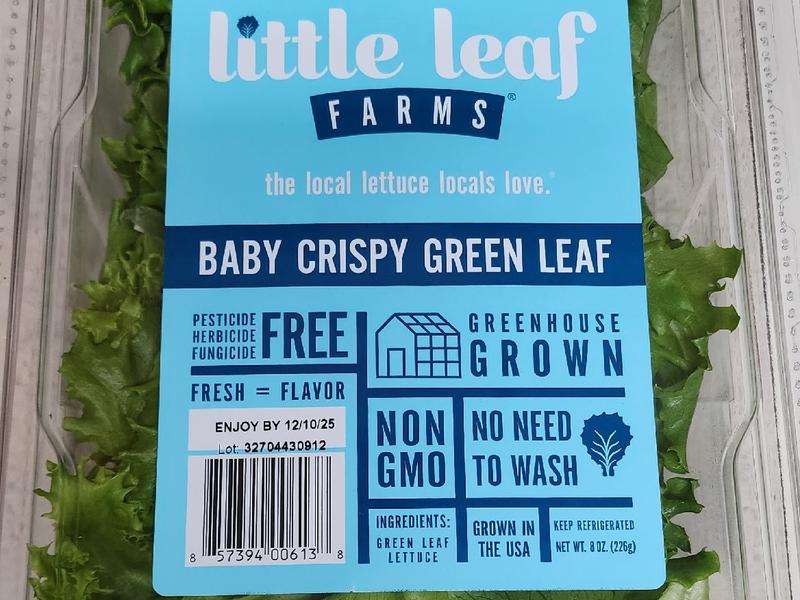 little leaf
FARMS®
the local lettuce locals love.®
BABY CRISPY GREEN LEAF
PESTICIDE
HERBICIDE
FUNGICIDE
FREE
FRESH = FLAVOR
ENJOY BY 12/10/25
Lot: 32704430912
8 57394 00613 8
GREENHOUSE
GROWN
NON
GMO
NO NEED
TO WASH
INGREDIENTS:
GREEN LEAF
LETTUCE
GROWN IN
THE USA
KEEP REFRIGERATED
NET WT. 8 OZ. (226g)